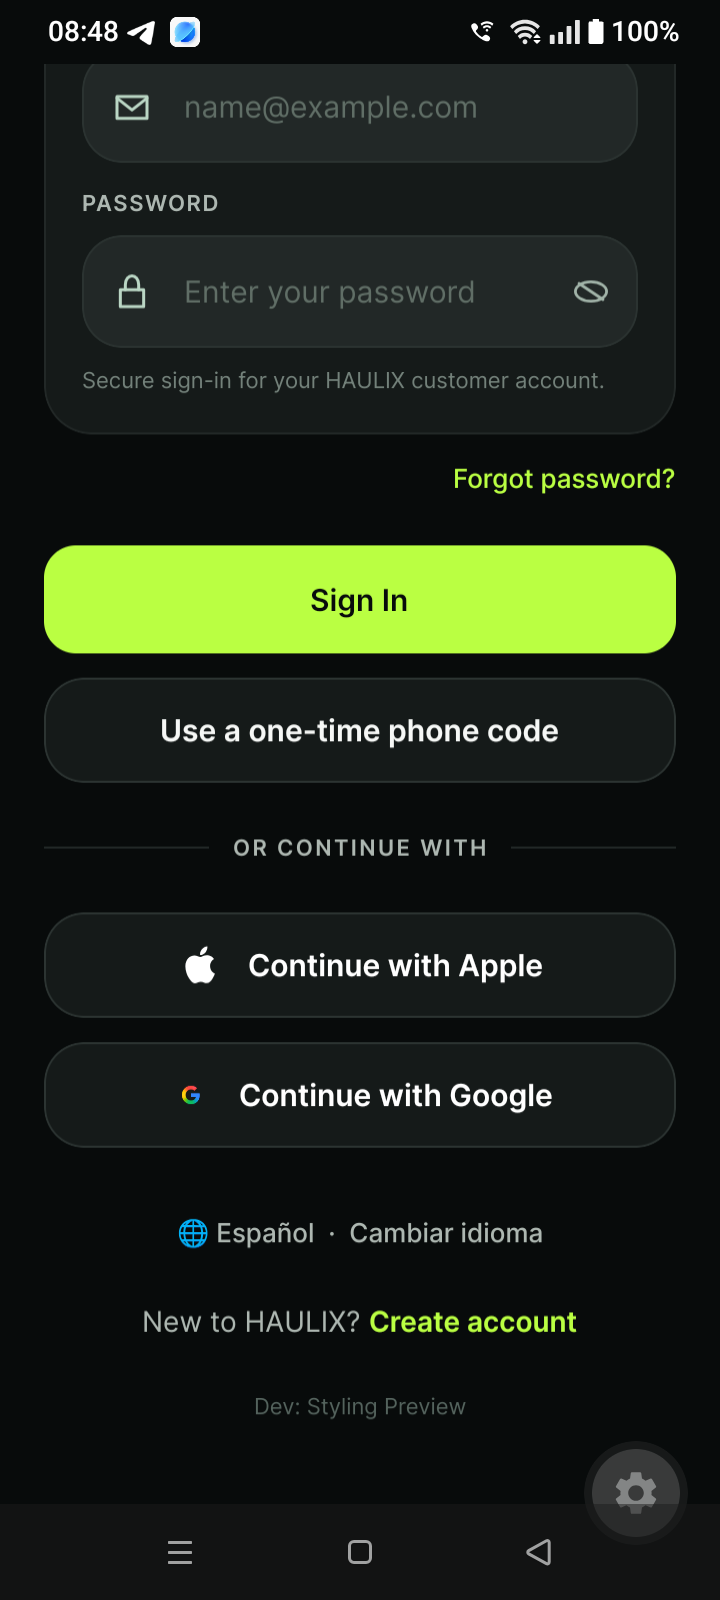 08:48
100%
name@example.com
PASSWORD
Enter your password
Secure sign-in for your HAULIX customer account.
Forgot password?
Sign In
Use a one-time phone code
OR CONTINUE WITH
Continue with Apple
Continue with Google
Español · Cambiar idioma
New to HAULIX? Create account
Dev: Styling Preview